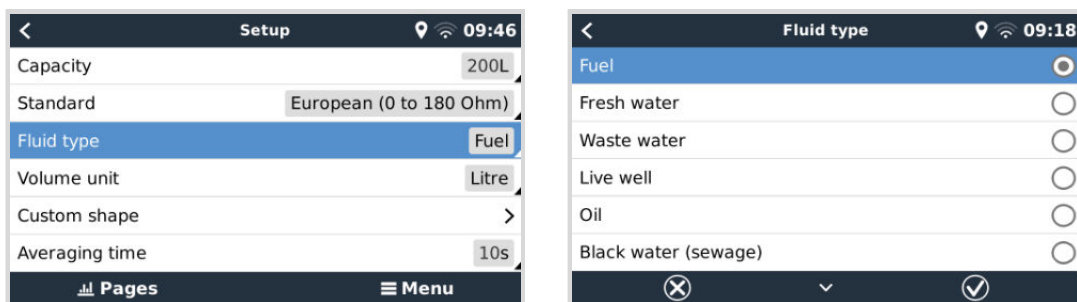 Setup 09:46
Capacity 200L
Standard European (0 to 180 Ohm)
Fluid type Fuel
Volume unit Litre
Custom shape
Averaging time 10s
Pages Menu
Fluid type 09:18
Fuel
Fresh water
Waste water
Live well
Oil
Black water (sewage)